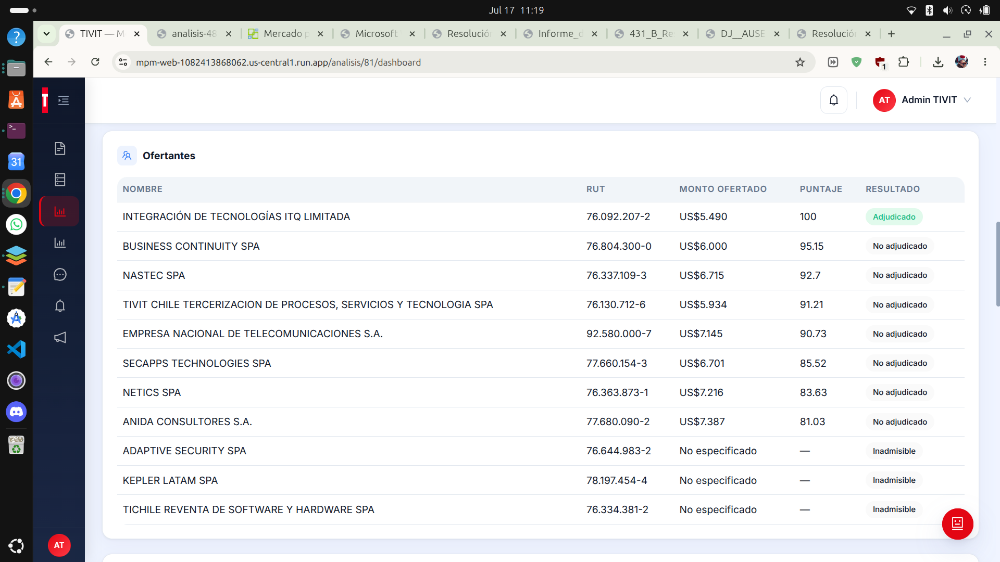 Jul 17 11:19
TIVIT — M
analisis-48
Mercado p
Microsoft
Resolución
Informe_d
431_B_Re
DJ__AUSE
Resolución
mpm-web-1082413868062.us-central1.run.app/analisis/81/dashboard
1
T
AT Admin TIVIT
31
Ofertantes
NOMBRE RUT MONTO OFERTADO PUNTAJE RESULTADO
INTEGRACIÓN DE TECNOLOGÍAS ITQ LIMITADA 76.092.207-2 US$5.490 100 Adjudicado
BUSINESS CONTINUITY SPA 76.804.300-0 US$6.000 95.15 No adjudicado
NASTEC SPA 76.337.109-3 US$6.715 92.7 No adjudicado
TIVIT CHILE TERCERIZACION DE PROCESOS, SERVICIOS Y TECNOLOGIA SPA 76.130.712-6 US$5.934 91.21 No adjudicado
EMPRESA NACIONAL DE TELECOMUNICACIONES S.A. 92.580.000-7 US$7.145 90.73 No adjudicado
SECAPPS TECHNOLOGIES SPA 77.660.154-3 US$6.701 85.52 No adjudicado
NETICS SPA 76.363.873-1 US$7.216 83.63 No adjudicado
ANIDA CONSULTORES S.A. 77.680.090-2 US$7.387 81.03 No adjudicado
ADAPTIVE SECURITY SPA 76.644.983-2 No especificado — Inadmisible
KEPLER LATAM SPA 78.197.454-4 No especificado — Inadmisible
TICHILE REVENTA DE SOFTWARE Y HARDWARE SPA 76.334.381-2 No especificado — Inadmisible
AT